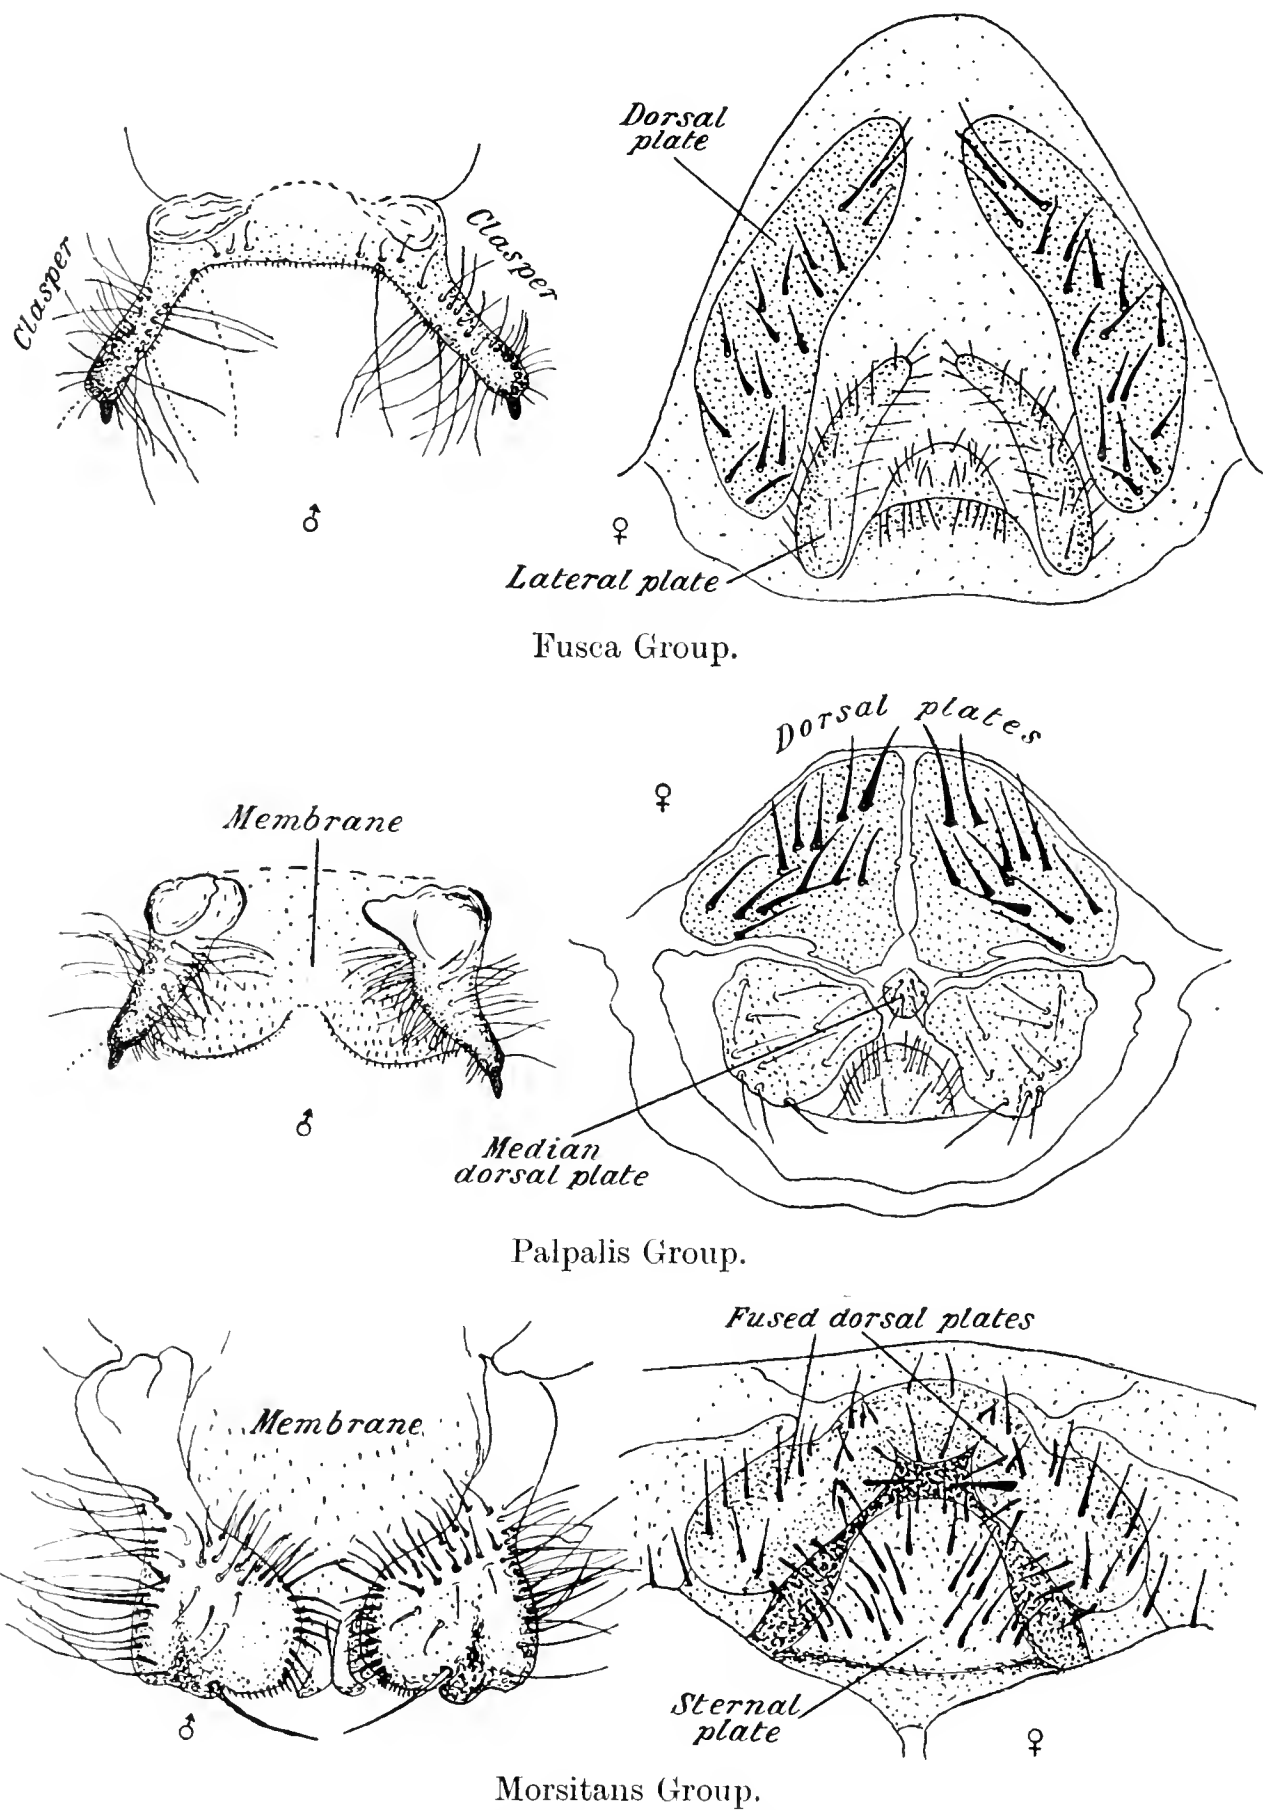 Dorsal
plate
Clasper
Clasper
♂
♀
Lateral plate
Fusca Group.
Dorsal plates
♀
Membrane
♂
Median
dorsal plate
Palpalis Group.
Fused dorsal plates
Membrane
Sternal
plate
♂
♀
Morsitans Group.